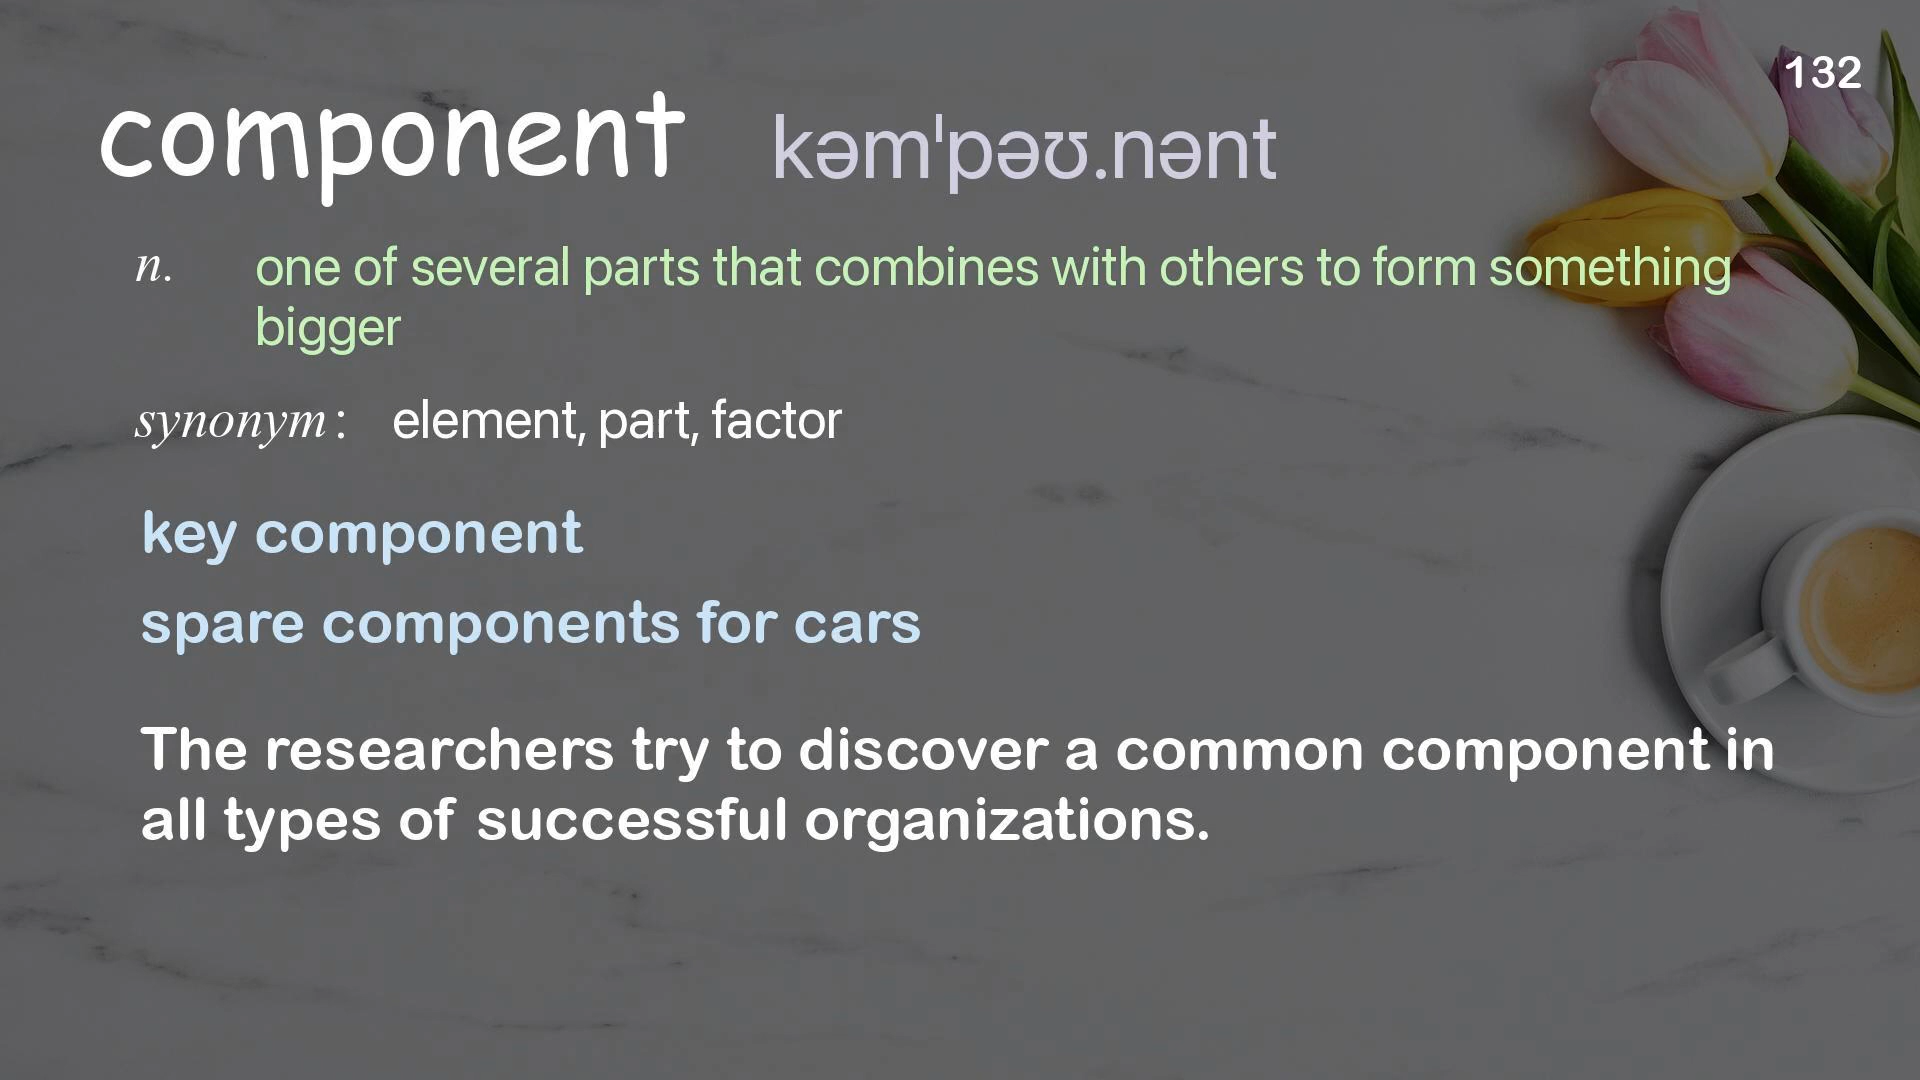 132
component kəmˈpəʊ.nənt
n. one of several parts that combines with others to form something
bigger
synonym: element, part, factor
key component
spare components for cars
The researchers try to discover a common component in
all types of successful organizations.